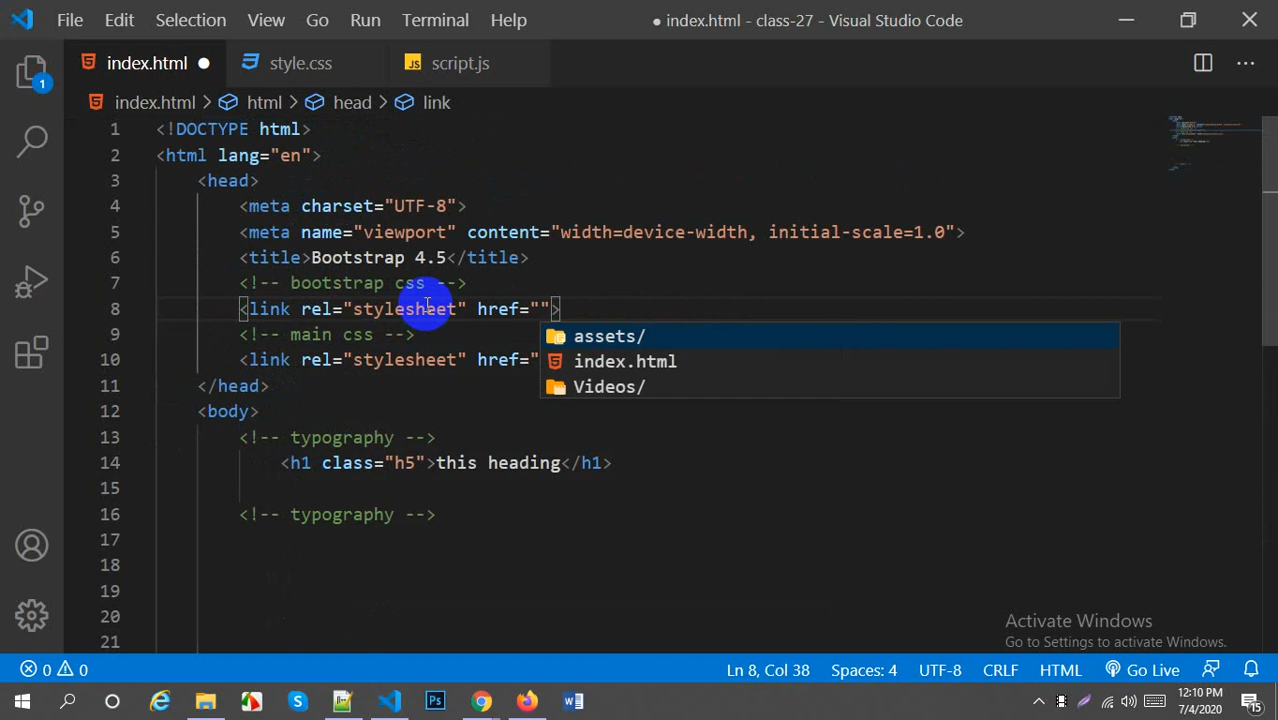 File Edit Selection View Go Run Terminal Help
● index.html - class-27 - Visual Studio Code
index.html ●
style.css
JS script.js
1
index.html > html > head > link
1 <!DOCTYPE html>
2 <html lang="en">
3 <head>
4 <meta charset="UTF-8">
5 <meta name="viewport" content="width=device-width, initial-scale=1.0">
6 <title>Bootstrap 4.5</title>
7 <!-- bootstrap css -->
8 <link rel="stylesheet" href="">
assets/
9 <!-- main css -->
index.html
10 <link rel="stylesheet" href="
Videos/
11 </head>
12 <body>
13 <!-- typography -->
14 <h1 class="h5">this heading</h1>
15
16 <!-- typography -->
17
18
19
20
21
Activate Windows
Go to Settings to activate Windows.
0 0
Ln 8, Col 38
Spaces: 4
UTF-8
CRLF
HTML
Go Live
12:10 PM
7/4/2020
15